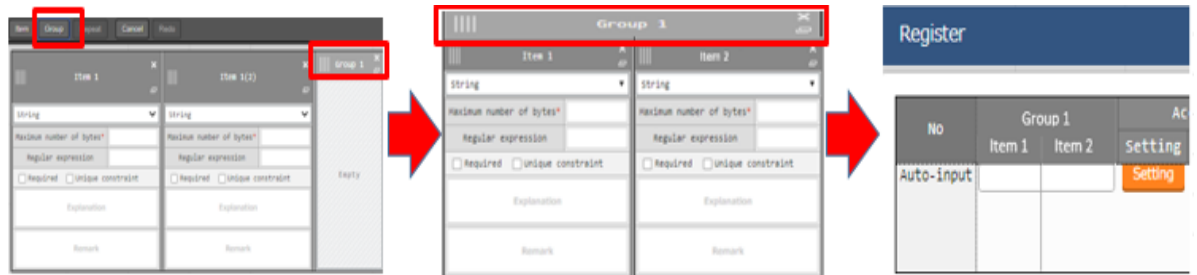 Item Group Repeat Cancel Redo
Item 1 Item 1(2) Group 1
String String
Maximum number of bytes* Maximum number of bytes*
Regular expression Regular expression
Required Unique constraint Required Unique constraint
Empty
Explanation Explanation
Remark Remark
Group 1
Item 1 Item 2
String String
Maximum number of bytes* Maximum number of bytes*
Regular expression Regular expression
Required Unique constraint Required Unique constraint
Explanation Explanation
Remark Remark
Register
No Group 1 Ac
Item 1 Item 2 Setting
Auto-input Setting